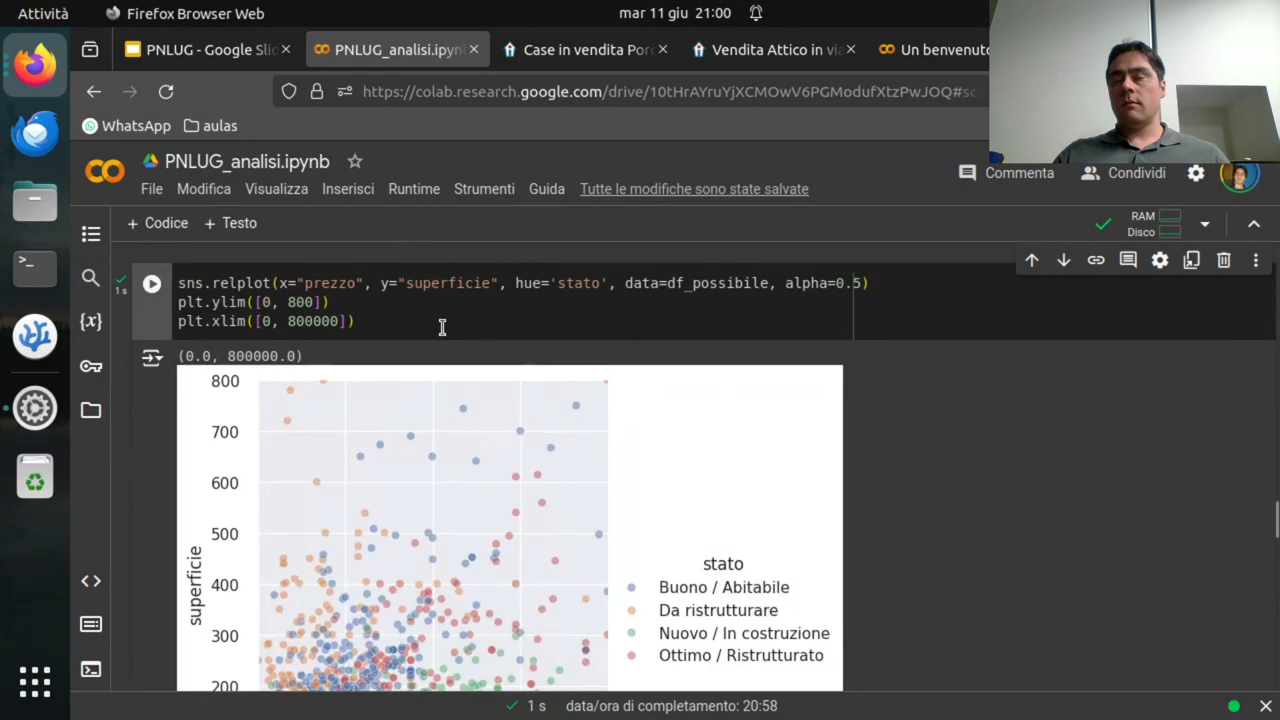 Attività
Firefox Browser Web
mar 11 giu 21:00
PNLUG - Google Slid
PNLUG_analisi.ipyn
Case in vendita Por
Vendita Attico in via
Un benvenuto
https://colab.research.google.com/drive/10tHrAYruYjXCMOwV6PGModufXtzPwJOQ#sc
WhatsApp
aulas
PNLUG_analisi.ipynb
File
Modifica
Visualizza
Inserisci
Runtime
Strumenti
Guida
Tutte le modifiche sono state salvate
Commenta
Condividi
+ Codice
+ Testo
RAM
Disco
1 s
sns.relplot(x="prezzo", y="superficie", hue='stato', data=df_possibile, alpha=0.5)
plt.ylim([0, 800])
plt.xlim([0, 800000])
(0.0, 800000.0)
800
700
600
500
400
300
200
superficie
stato
Buono / Abitabile
Da ristrutturare
Nuovo / In costruzione
Ottimo / Ristrutturato
1 s
data/ora di completamento: 20:58